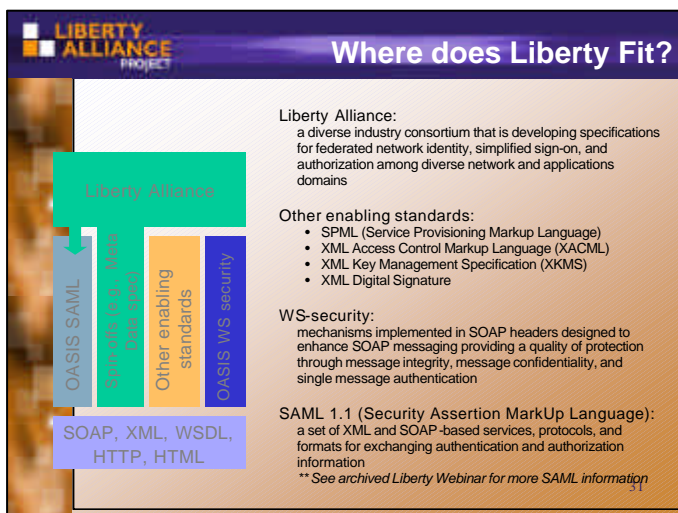 LIBERTY
ALLIANCE
PROJECT
Where does Liberty Fit?
Liberty Alliance
OASIS SAML
Spin-offs (e.g., Meta
Data spec)
Other enabling
standards
OASIS WS security
SOAP, XML, WSDL,
HTTP, HTML
Liberty Alliance:
a diverse industry consortium that is developing specifications
for federated network identity, simplified sign-on, and
authorization among diverse network and applications
domains
Other enabling standards:
• SPML (Service Provisioning Markup Language)
• XML Access Control Markup Language (XACML)
• XML Key Management Specification (XKMS)
• XML Digital Signature
WS-security:
mechanisms implemented in SOAP headers designed to
enhance SOAP messaging providing a quality of protection
through message integrity, message confidentiality, and
single message authentication
SAML 1.1 (Security Assertion MarkUp Language):
a set of XML and SOAP-based services, protocols, and
formats for exchanging authentication and authorization
information
** See archived Liberty Webinar for more SAML information
31